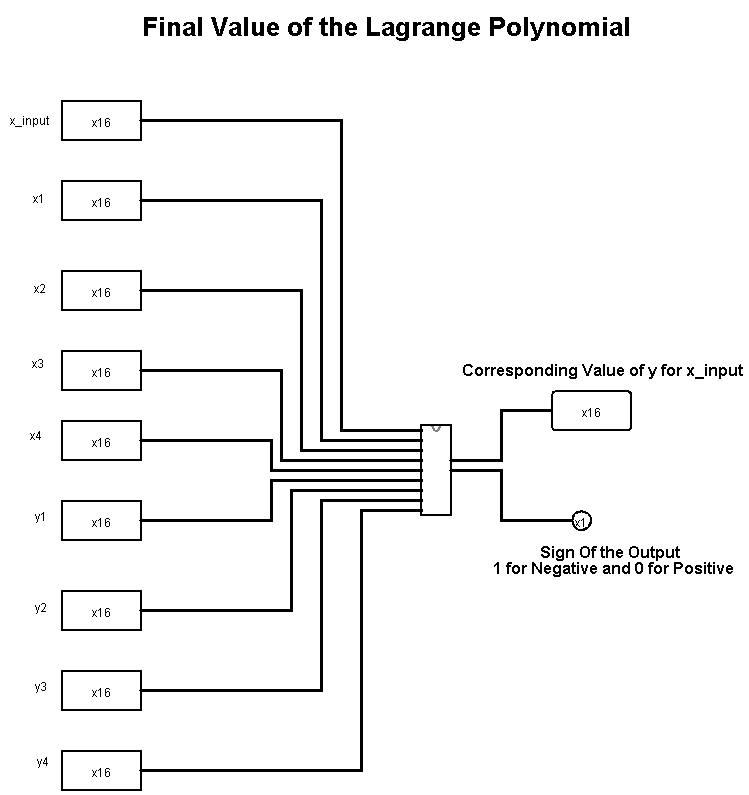 Final Value of the Lagrange Polynomial
x_input
x16
x1
x16
x2
x16
x3
x16
x4
x16
y1
x16
y2
x16
y3
x16
y4
x16
Corresponding Value of y for x_input
x16
x1
Sign Of the Output
1 for Negative and 0 for Positive